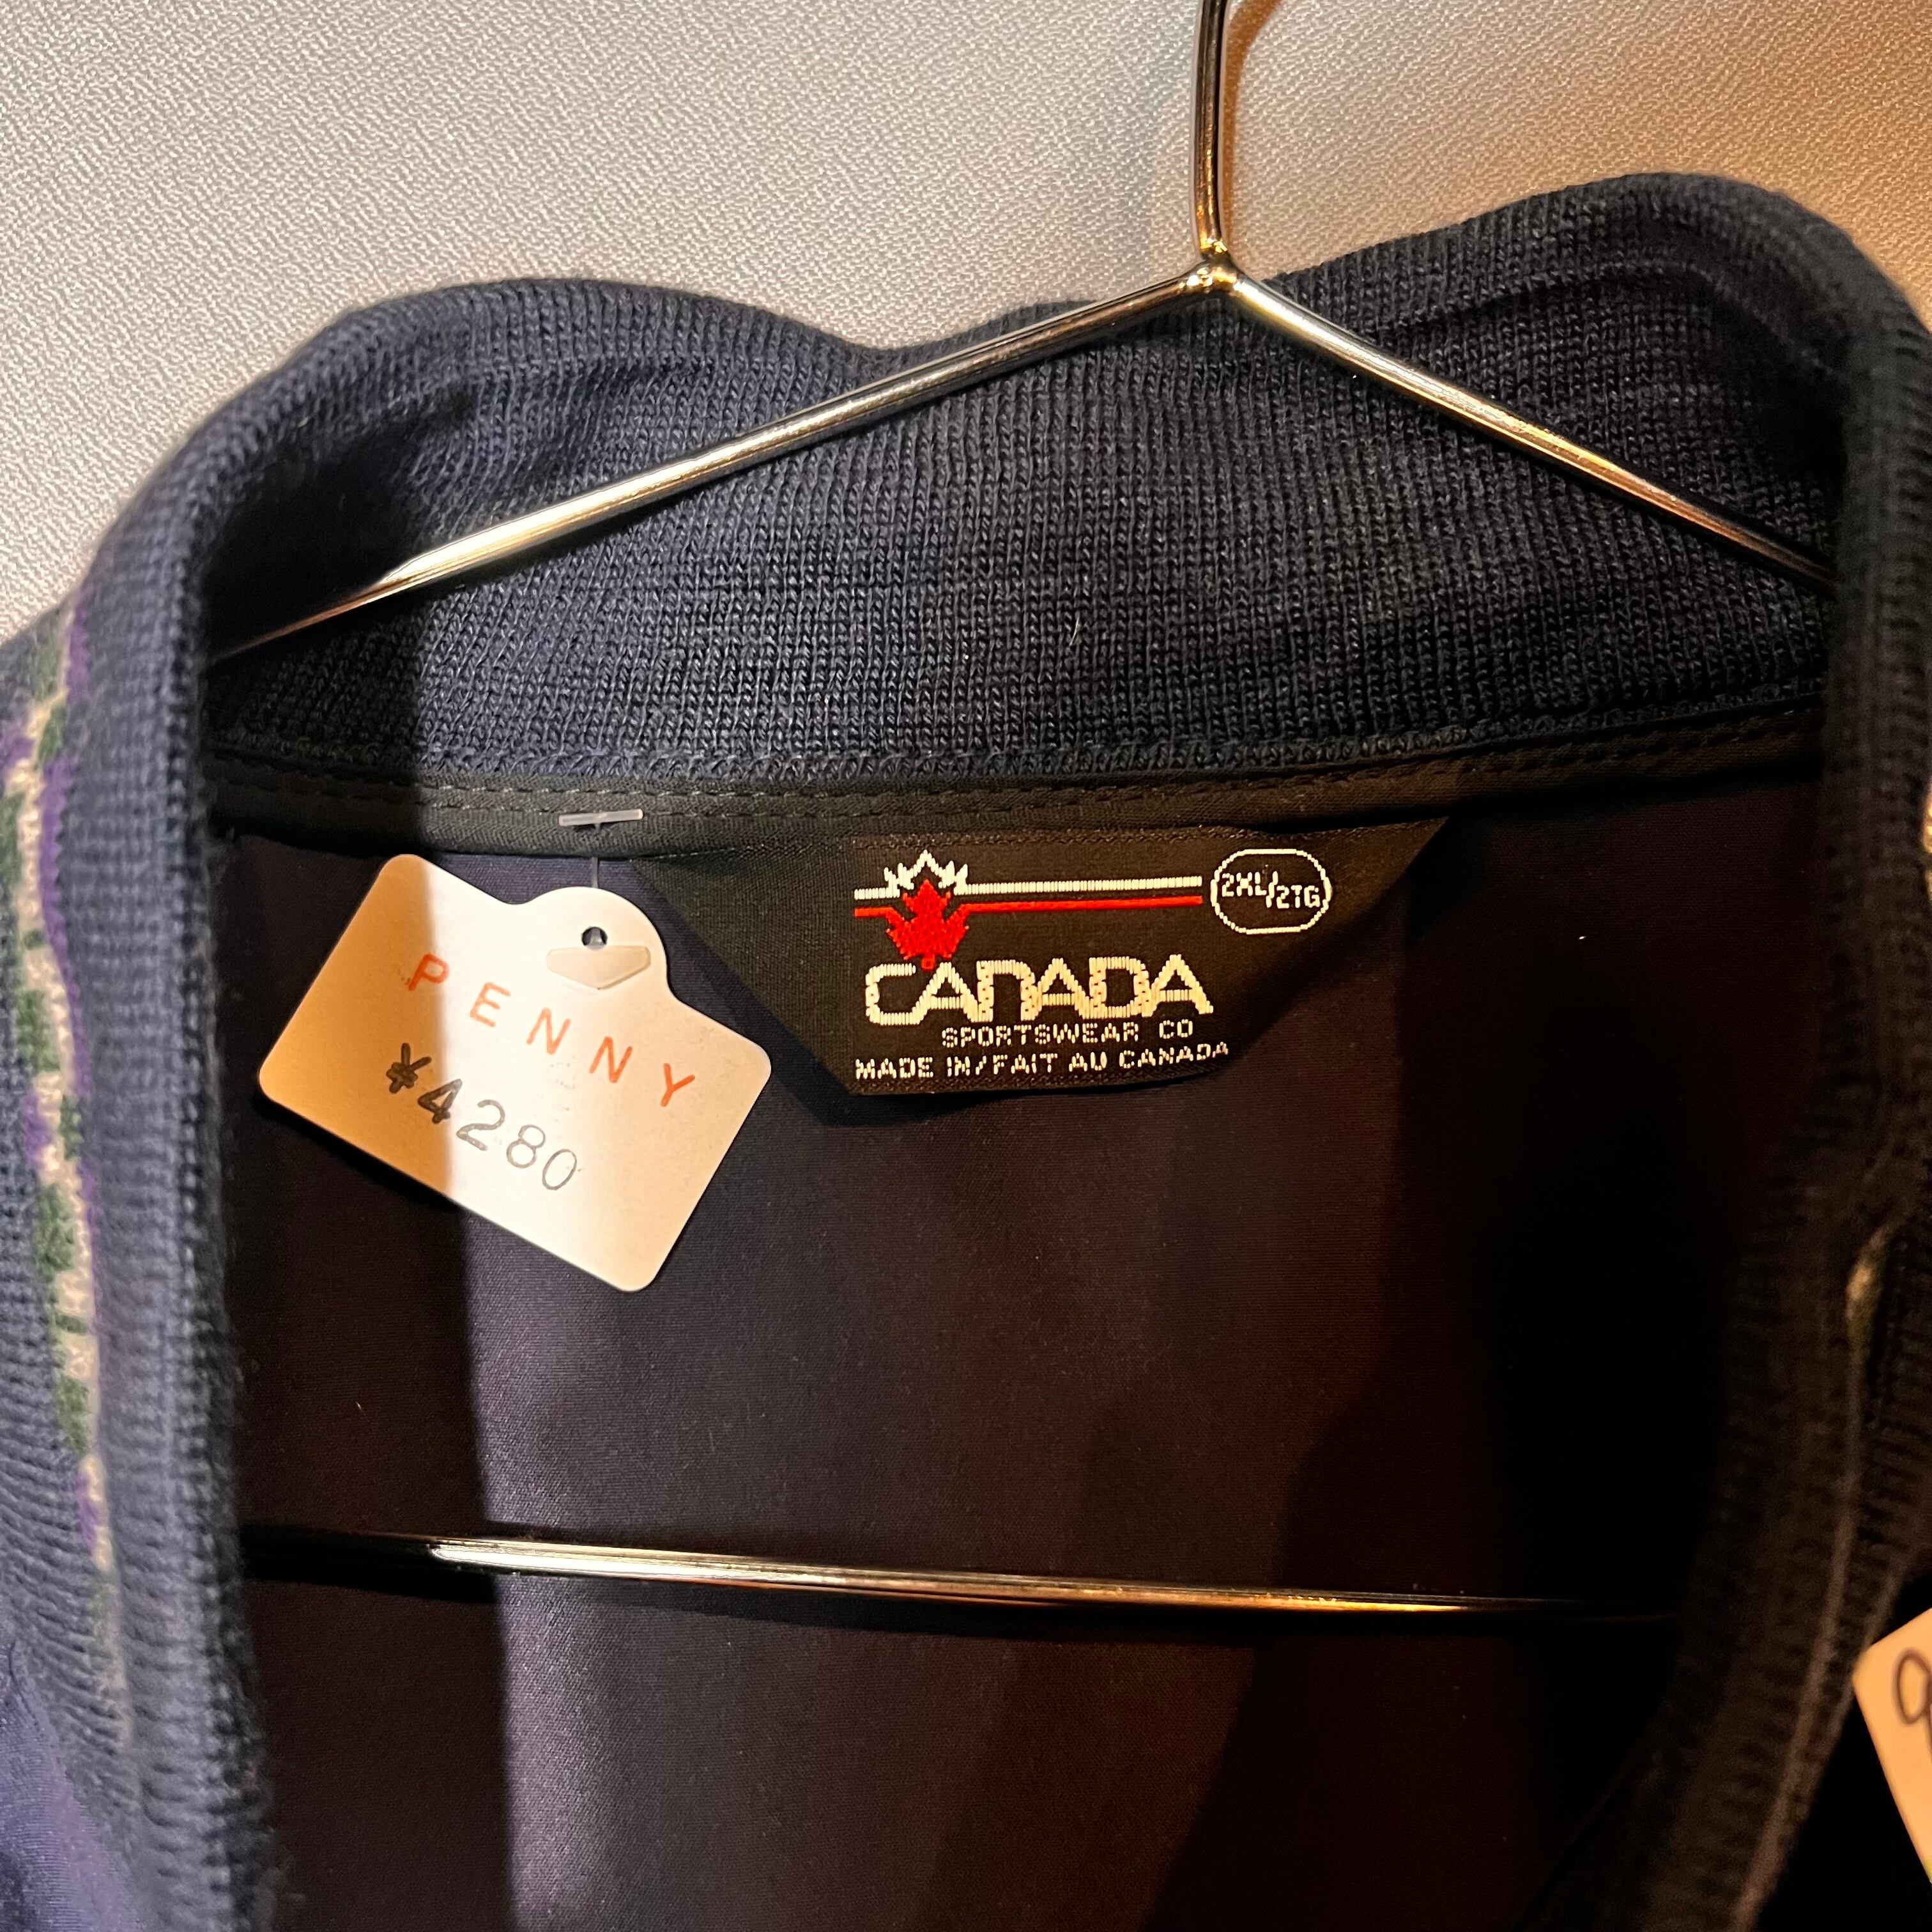 PENNY
¥4280
2XL/2TG
CANADA
SPORTSWEAR CO
MADE IN/FAIT AU CANADA